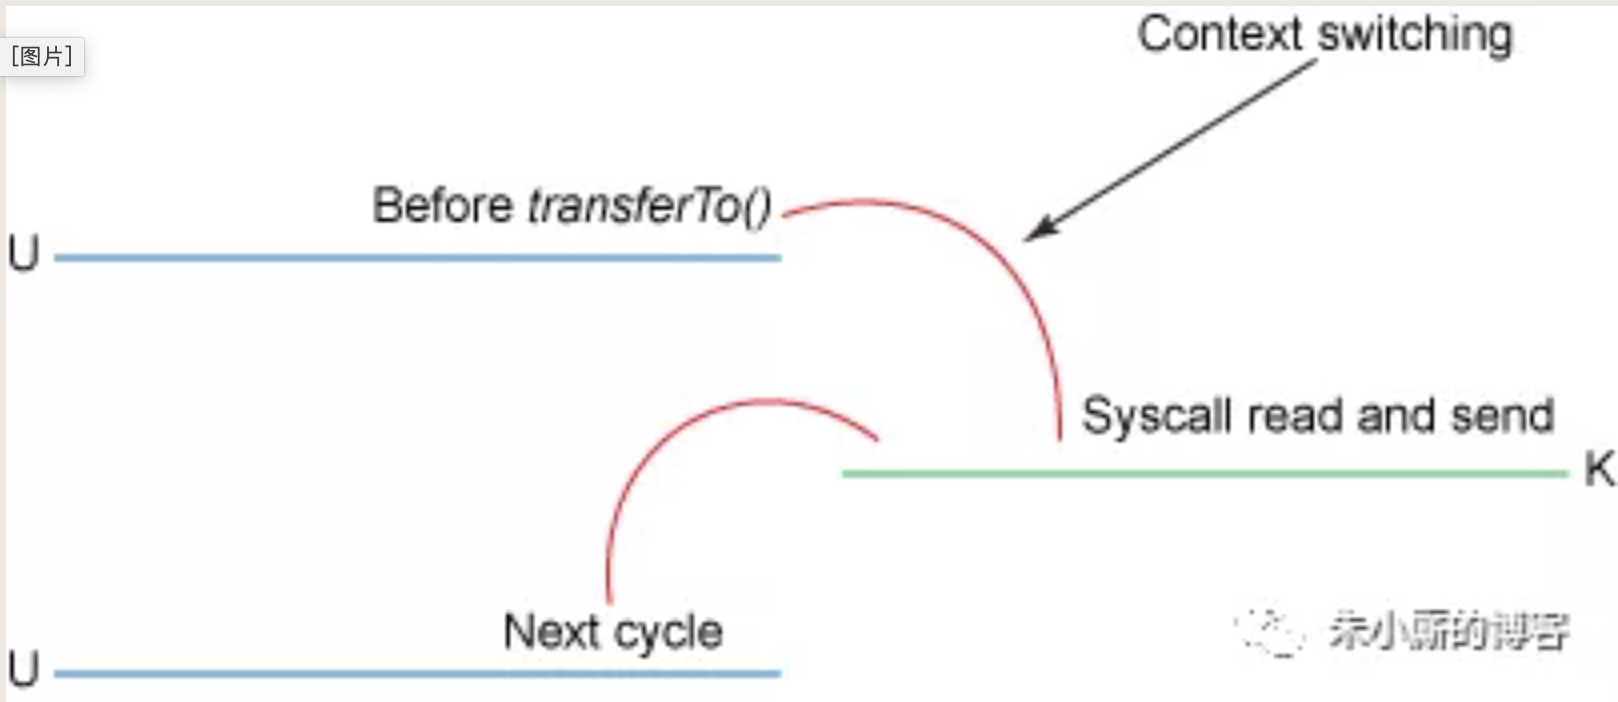 Context switching
[图片]
Before transferTo()
U
Syscall read and send
K
Next cycle
朱小厮的博客
U